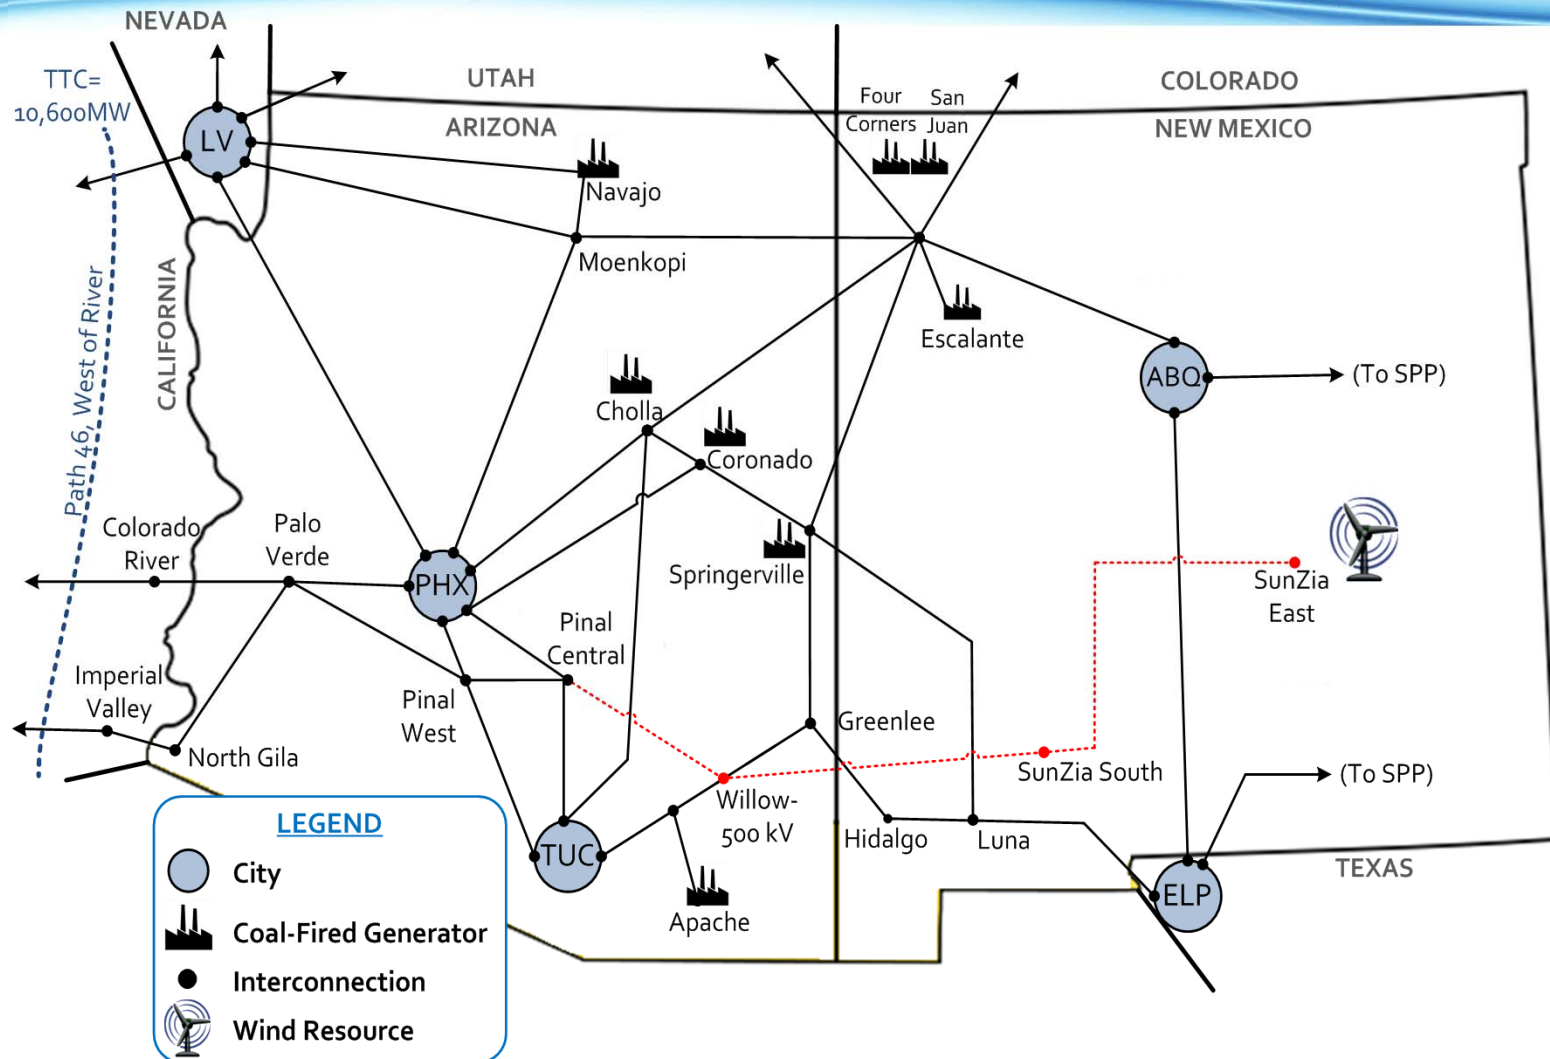 NEVADA
TTC=
10,600MW
UTAH
COLORADO
ARIZONA
NEW MEXICO
Four
Corners
San
Juan
LV
Navajo
Moenkopi
Escalante
CALIFORNIA
Path 46, West of River
ABQ
(To SPP)
Cholla
Coronado
Colorado
River
Palo
Verde
PHX
Springerville
SunZia
East
Pinal
Central
Imperial
Valley
Pinal
West
North Gila
Greenlee
SunZia South
Willow-
500 kV
Hidalgo
Luna
(To SPP)
TUC
Apache
ELP
TEXAS
LEGEND
City
Coal-Fired Generator
Interconnection
Wind Resource